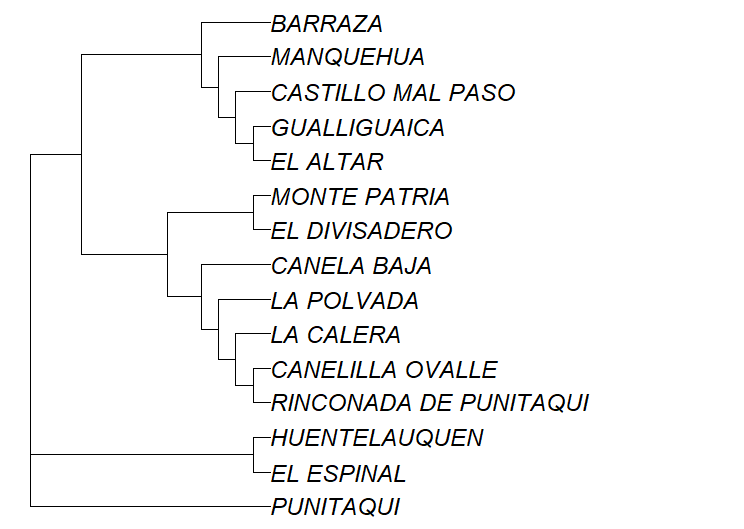 BARRAZA
MANQUEHUA
CASTILLO MAL PASO
GUALLIGUAICA
EL ALTAR
MONTE PATRIA
EL DIVISADERO
CANELA BAJA
LA POLVADA
LA CALERA
CANELILLA OVALLE
RINCONADA DE PUNITAQUI
HUENTELAUQUEN
EL ESPINAL
PUNITAQUI